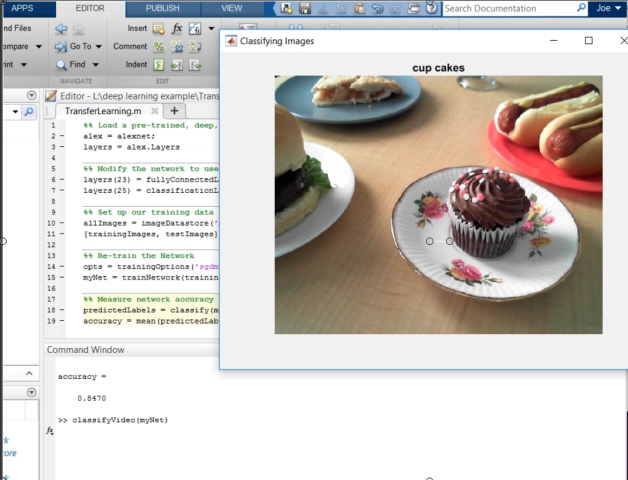 APPS EDITOR PUBLISH VIEW Search Documentation Joe
nd Files Insert fx
ompare Go To Comment %
rint Find Indent
NAVIGATE EDIT
Classifying Images
cup cakes
Editor - L:\deep learning example\Trans
TransferLearning.m × +
1 %% Load a pre-trained, deep,
2 – alex = alexnet;
3 – layers = alex.Layers
4
5 %% Modify the network to use
6 – layers(23) = fullyConnectedL
7 – layers(25) = classificationL
8
9 %% Set up our training data
10 – allImages = imageDatastore('
11 – [trainingImages, testImages]
12
13 %% Re-train the Network
14 – opts = trainingOptions('sgdm
15 – myNet = trainNetwork(trainin
16
17 %% Measure network accuracy
18 – predictedLabels = classify(m
19 – accuracy = mean(predictedLab
Command Window
accuracy =
0.8470
>> classifyVideo(myNet)
fx
k
ore
k